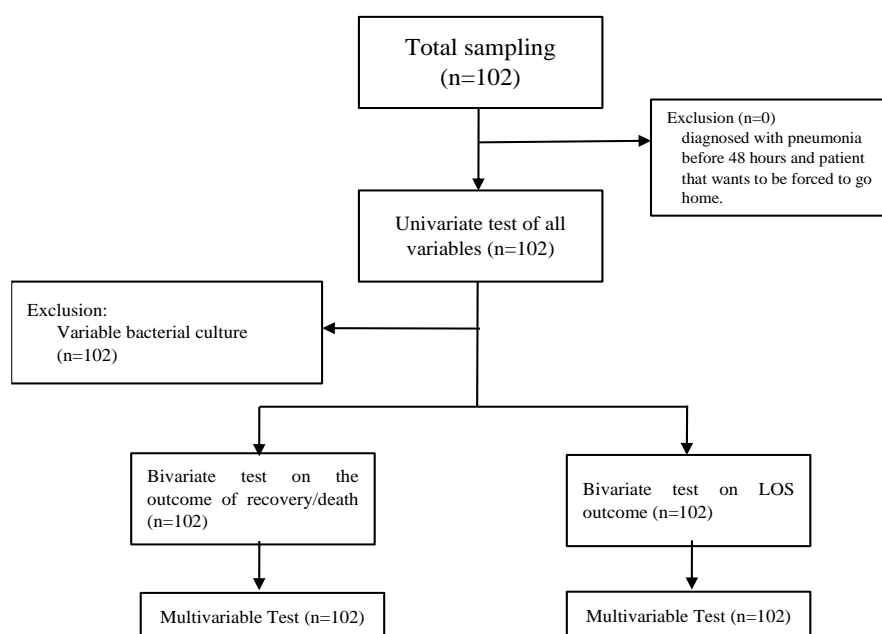 Total sampling
(n=102)
Exclusion (n=0)
diagnosed with pneumonia
before 48 hours and patient
that wants to be forced to go
home.
Univariate test of all
variables (n=102)
Exclusion:
Variable bacterial culture
(n=102)
Bivariate test on the
outcome of recovery/death
(n=102)
Bivariate test on LOS
outcome (n=102)
Multivariable Test (n=102)
Multivariable Test (n=102)